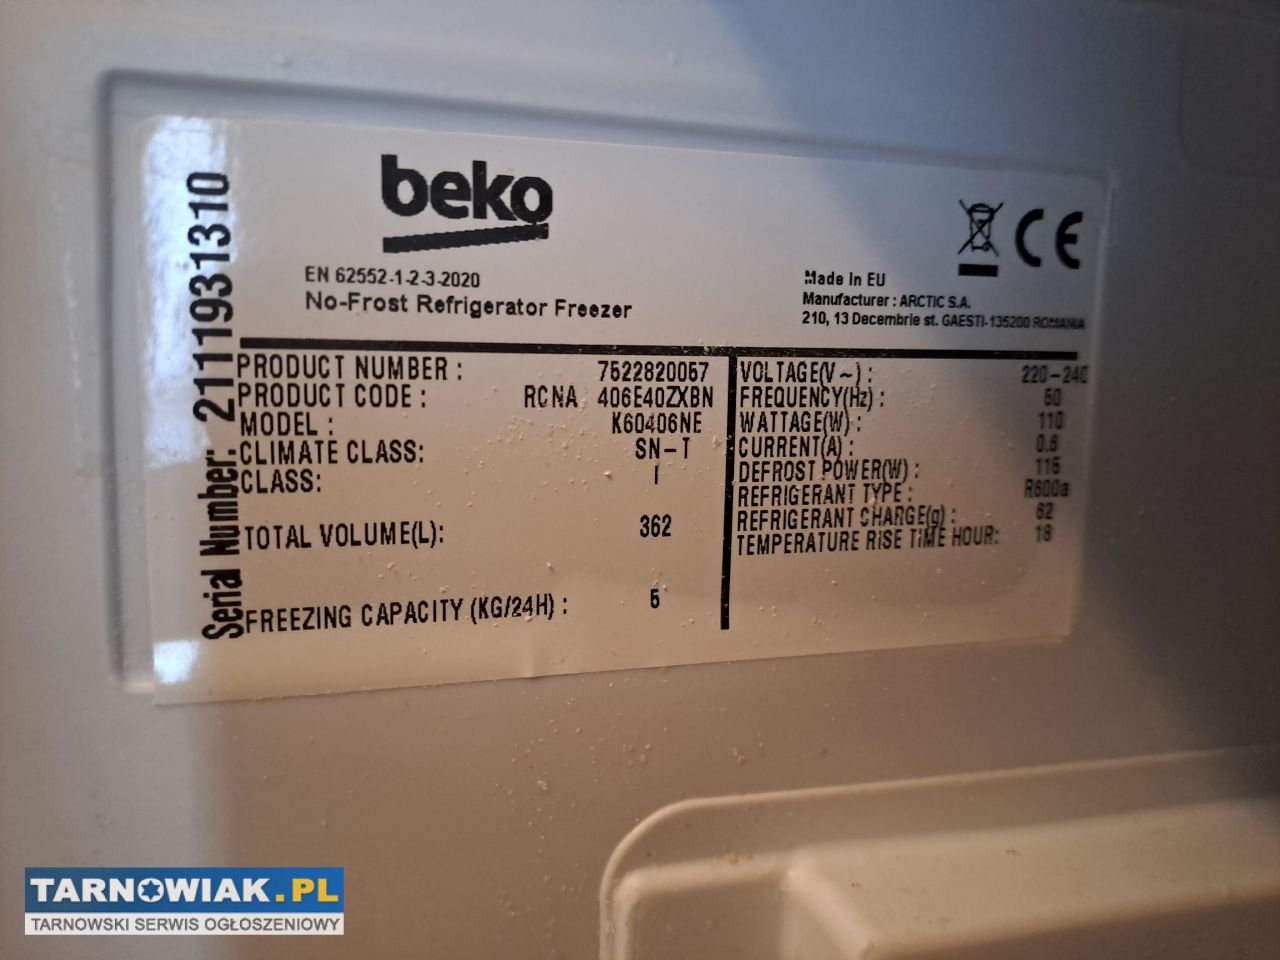 beko
EN 62552-1-2-3-2020
No-Frost Refrigerator Freezer
Made In EU
Manufacturer : ARCTIC S.A.
210, 13 Decembrie st. GAESTI-135200 ROMANIA
CE
Serial Number: 2111931310
PRODUCT NUMBER : 7522820057
PRODUCT CODE : RCNA 406E40ZXBN
MODEL : K60406NE
CLIMATE CLASS: SN-T
CLASS: I
TOTAL VOLUME(L): 362
FREEZING CAPACITY (KG/24H) : 5
VOLTAGE(V~) : 220-240
FREQUENCY(Hz) : 50
WATTAGE(W) : 110
CURRENT(A) : 0.6
DEFROST POWER(W) : 115
REFRIGERANT TYPE : R600a
REFRIGERANT CHARGE(g) : 62
TEMPERATURE RISE TIME HOUR: 18
TARNOWIAK.PL
TARNOWSKI SERWIS OGŁOSZENIOWY